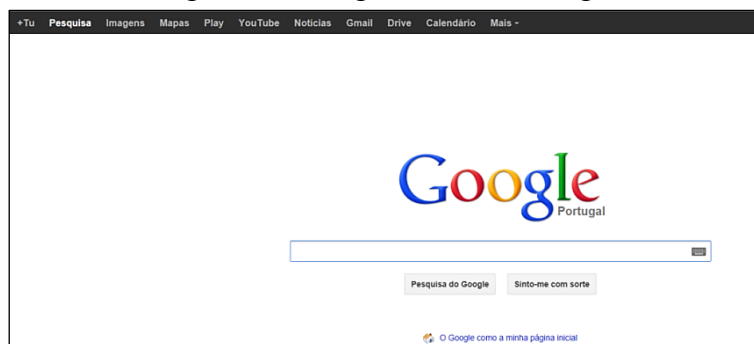 +Tu Pesquisa Imagens Mapas Play YouTube Notícias Gmail Drive Calendário Mais
Google
Portugal
Pesquisa do Google Sinto-me com sorte
O Google como a minha página inicial